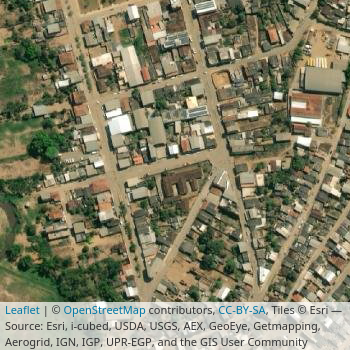 Leaflet | © OpenStreetMap contributors, CC-BY-SA, Tiles © Esri —
Source: Esri, i-cubed, USDA, USGS, AEX, GeoEye, Getmapping,
Aerogrid, IGN, IGP, UPR-EGP, and the GIS User Community